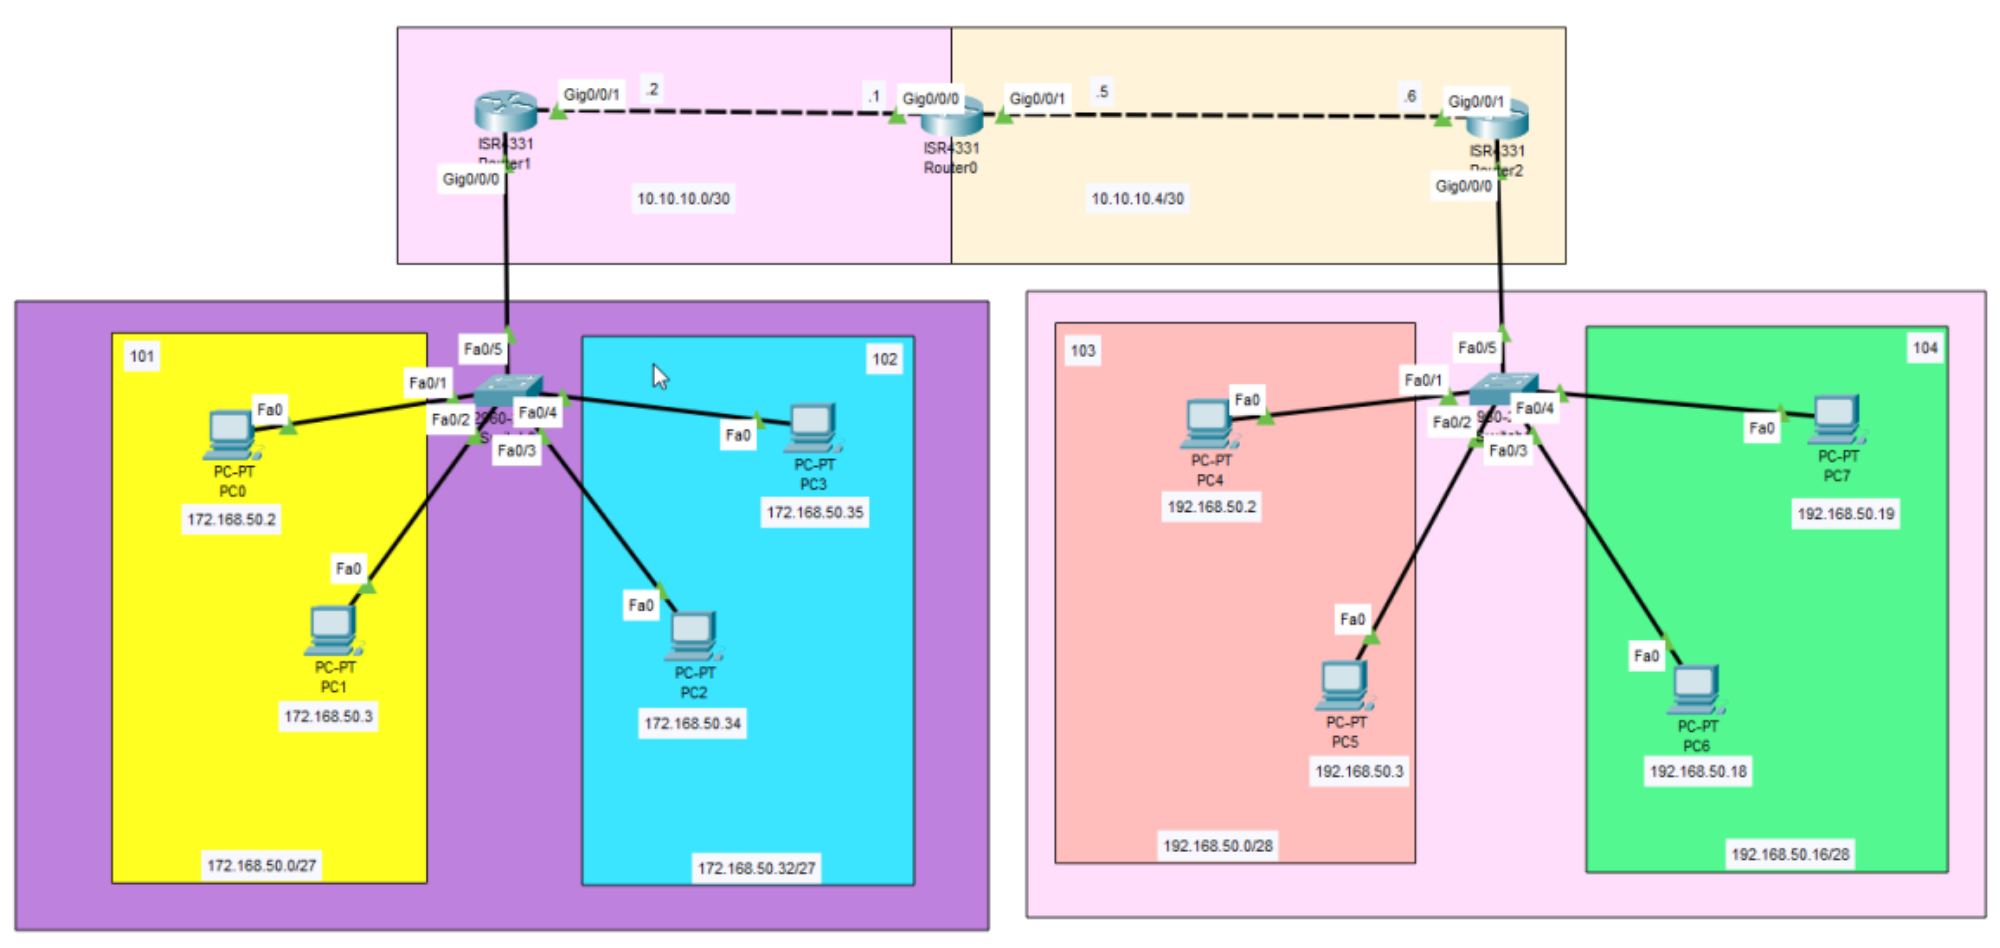 Gig0/0/1
.2
.1
Gig0/0/0
Gig0/0/1
.5
.6
Gig0/0/1
ISR4331
ISR4331
Router0
ISR4331
Gig0/0/0
Gig0/0/0
10.10.10.0/30
10.10.10.4/30
101
Fa0/5
102
Fa0/1
Fa0
Fa0/2
Fa0/4
Fa0/3
Fa0
PC-PT
PC0
172.168.50.2
PC-PT
PC3
172.168.50.35
Fa0
PC-PT
PC1
172.168.50.3
Fa0
PC-PT
PC2
172.168.50.34
172.168.50.0/27
172.168.50.32/27
103
Fa0/5
104
Fa0/1
Fa0
Fa0/2
Fa0/4
Fa0/3
Fa0
PC-PT
PC4
192.168.50.2
PC-PT
PC7
192.168.50.19
Fa0
PC-PT
PC5
192.168.50.3
Fa0
PC-PT
PC6
192.168.50.18
192.168.50.0/28
192.168.50.16/28